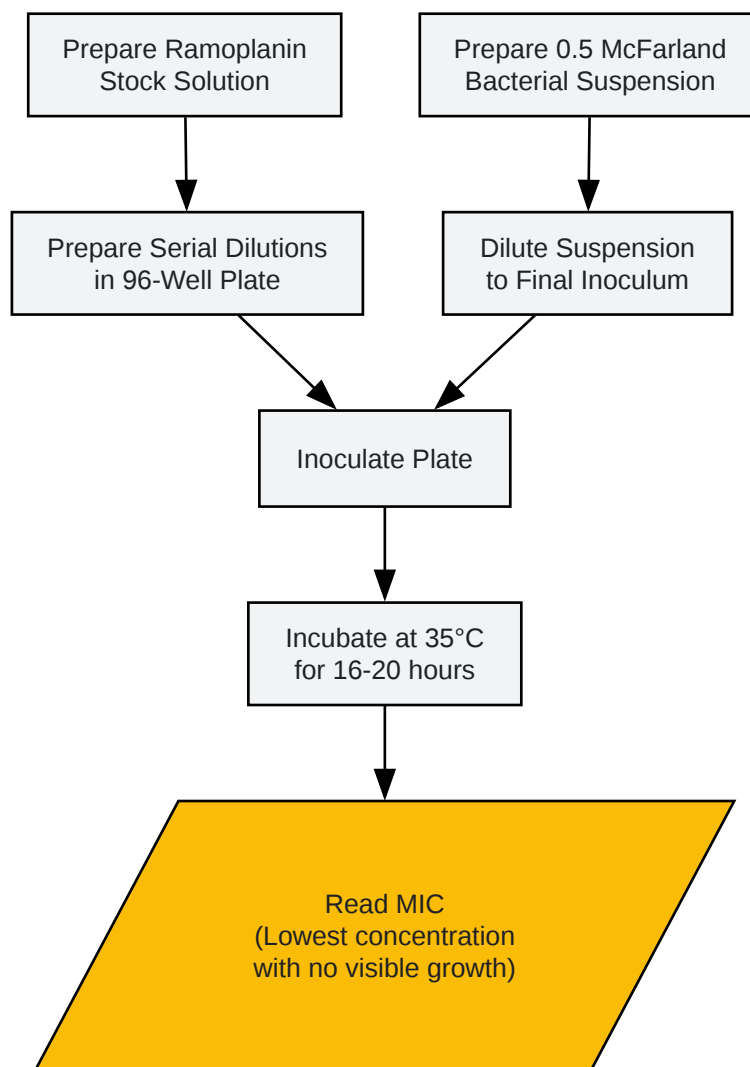 Prepare Ramoplanin
Stock Solution
Prepare 0.5 McFarland
Bacterial Suspension
Prepare Serial Dilutions
in 96-Well Plate
Dilute Suspension
to Final Inoculum
Inoculate Plate
Incubate at 35°C
for 16-20 hours
Read MIC
(Lowest concentration
with no visible growth)